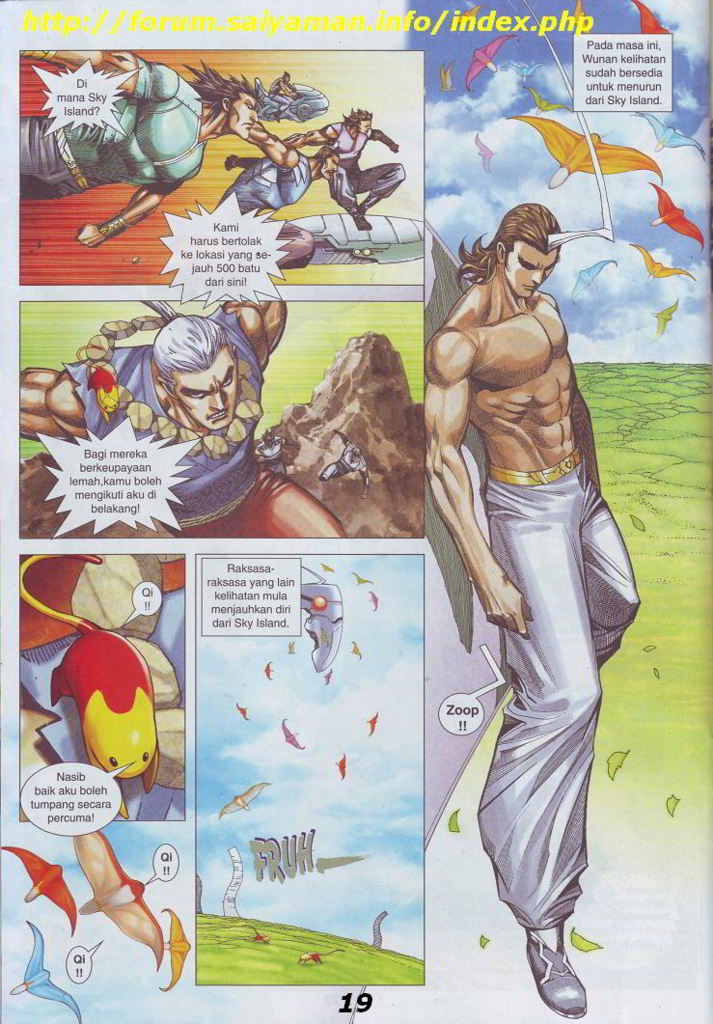 http://forum.saiyaman.info/index.php
Di
mana Sky
Island?
Kami
harus bertolak
ke lokasi yang se-
jauh 500 batu
dari sini!
Pada masa ini,
Wunan kelihatan
sudah bersedia
untuk menurun
dari Sky Island.
Bagi mereka
berkeupayaan
lemah, kamu boleh
mengikuti aku di
belakang!
Qi
!!
Nasib
baik aku boleh
tumpang secara
percuma!
Qi
!!
Qi
!!
Raksasa-
raksasa yang lain
kelihatan mula
menjauhkan diri
dari Sky Island.
FRUH
Zoop
!!
19